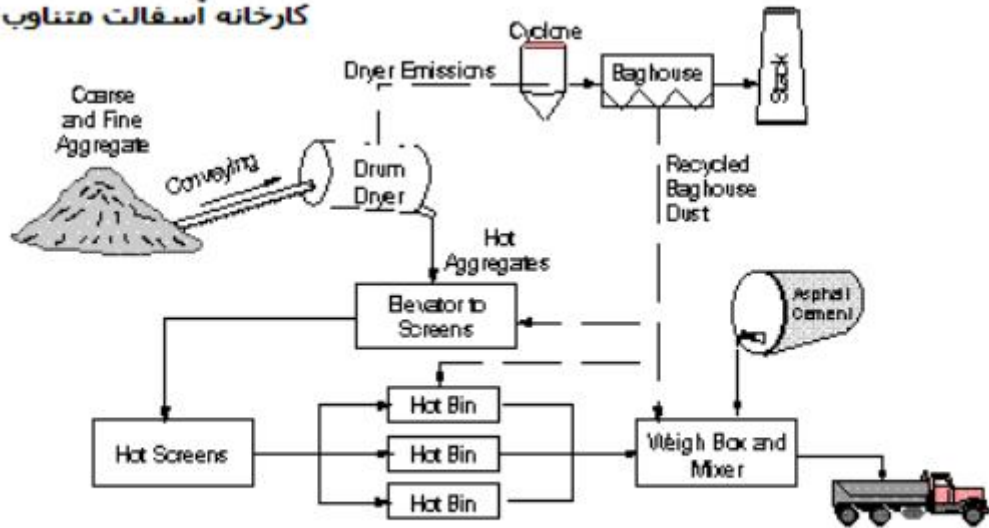 کارخانه آسفالت متناوب
Cyclone
Dryer Emissions
Baghouse
Stack
Coarse
and Fine
Aggregate
Conveying
Drum
Dryer
Recycled
Baghouse
Dust
Hot
Aggregates
Elevator to
Screens
Asphalt
Cement
Hot Bin
Hot Screens
Hot Bin
Weigh Box and
Mixer
Hot Bin